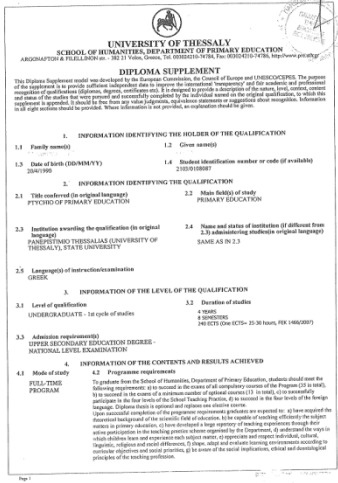 UNIVERSITY OF THESSALY
SCHOOL OF HUMANITIES, DEPARTMENT OF PRIMARY EDUCATION
ARGONAFTON & FILELLINON str. - 382 21 Volos, Greece, Tel. 003024210-74786, Fax: 003024210-74786, http://www.pre.uth.gr/
DIPLOMA SUPPLEMENT
This Diploma Supplement model was developed by the European Commission, the Council of Europe and UNESCO/CEPES. The purpose
of the supplement is to provide sufficient independent data to improve the international "transparency" and fair academic and professional
recognition of qualifications (diplomas, degrees, certificates etc). It is designed to provide a description of the nature, level, context, content
and status of the studies that were pursued and successfully completed by the individual named on the original qualification, to which this
supplement is appended. It should be free from any value judgments, equivalence statements or suggestions about recognition. Information
in all eight sections should be provided. Where information is not provided, an explanation should be given.
1. INFORMATION IDENTIFYING THE HOLDER OF THE QUALIFICATION
1.1 Family name(s)
1.2 Given name(s)
1.3 Date of birth (DD/MM/YY)
20/4/1990
1.4 Student identification number or code (if available)
2103/0108087
2. INFORMATION IDENTIFYING THE QUALIFICATION
2.1 Title conferred (in original language)
PTYCHIO OF PRIMARY EDUCATION
2.2 Main field(s) of study
PRIMARY EDUCATION
2.3 Institution awarding the qualification (in original
language)
PANEPISTIMIO THESSALIAS (UNIVERSITY OF
THESSALY), STATE UNIVERSITY
2.4 Name and status of institution (if different from
2.3) administering studies(in original language)
SAME AS IN 2.3
2.5 Language(s) of instruction/examination
GREEK
3. INFORMATION OF THE LEVEL OF THE QUALIFICATION
3.1 Level of qualification
UNDERGRADUATE - 1st cycle of studies
3.2 Duration of studies
4 YEARS
8 SEMESTERS
240 ECTS (One ECTS= 25-30 hours, FEK 1466/2007)
3.3 Admission requirement(s)
UPPER SECONDARY EDUCATION DEGREE -
NATIONAL LEVEL EXAMINATION
4. INFORMATION OF THE CONTENTS AND RESULTS ACHIEVED
4.1 Mode of study
FULL-TIME
PROGRAM
4.2 Programme requirements
To graduate from the School of Humanities, Department of Primary Education, students should meet the
following requirements: a) to succeed in the exams of all compulsory courses of the Program (35 in total),
b) to succeed in the exams of a minimum number of optional courses (13 in total), c) to successfully
participate in the four levels of the School Teaching Practice, d) to succeed in the four levels of the foreign
language. Diploma thesis is optional and replaces one elective course.
Upon successful completion of the programme requirements graduates are expected to: a) have acquired the
theoretical background of the scientific field of education, b) be capable of teaching efficiently the subject
matters in primary education, c) have developed a large repertory of teaching experiences through their
active participation in the teaching practice scheme organised by the Department, d) understand the ways in
which children learn and experience each subject matter, e) appreciate and respect individual, cultural,
linguistic, religious and social differences, f) shape, adapt and evaluate learning environments according to
curricular objectives and social priorities, g) be aware of the social implications, ethical and deontological
principles of the teaching profession.
Page 1